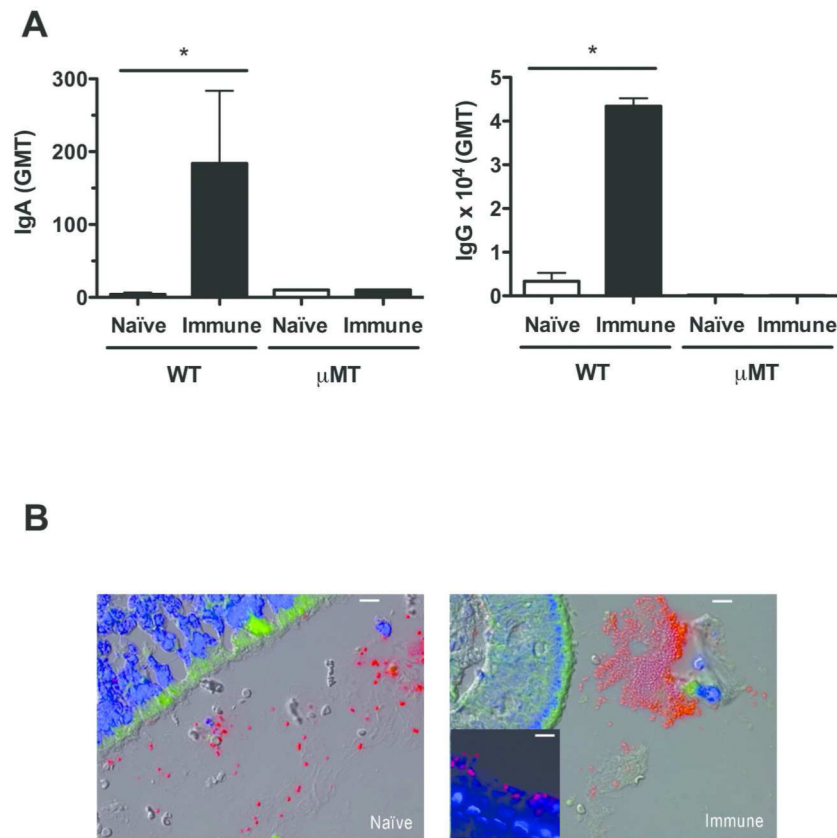 A
*
300
200
100
0
IgA (GMT)
Naïve Immune Naïve Immune
WT μMT
*
5
4
3
2
1
0
IgG x 10⁴ (GMT)
Naïve Immune Naïve Immune
WT μMT
B
Naïve
Immune